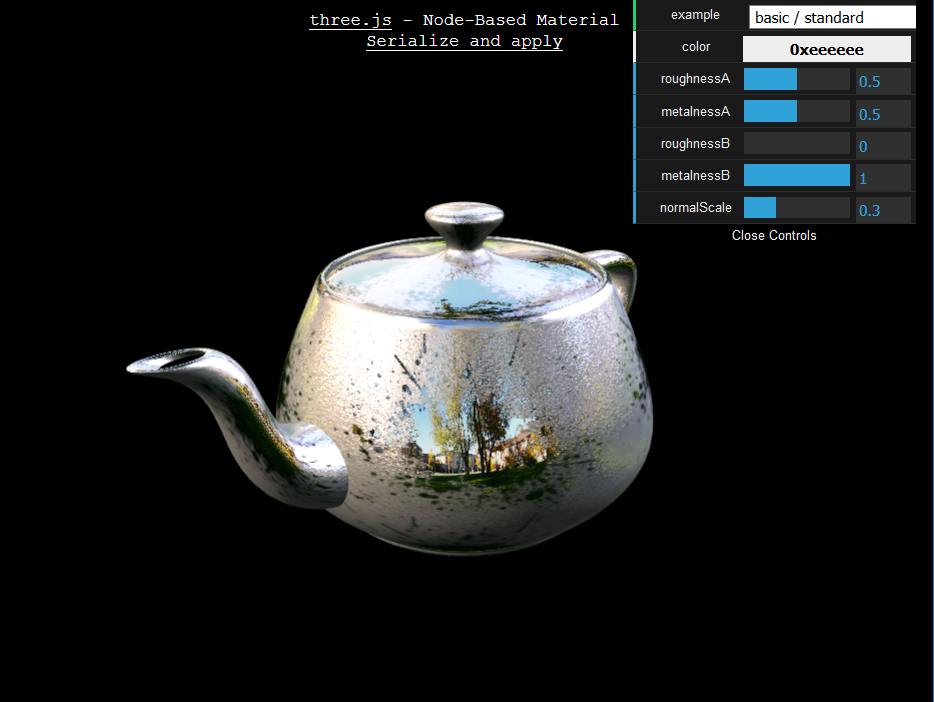 three.js - Node-Based Material
Serialize and apply
example basic / standard
color 0xeeeeee
roughnessA 0.5
metalnessA 0.5
roughnessB 0
metalnessB 1
normalScale 0.3
Close Controls